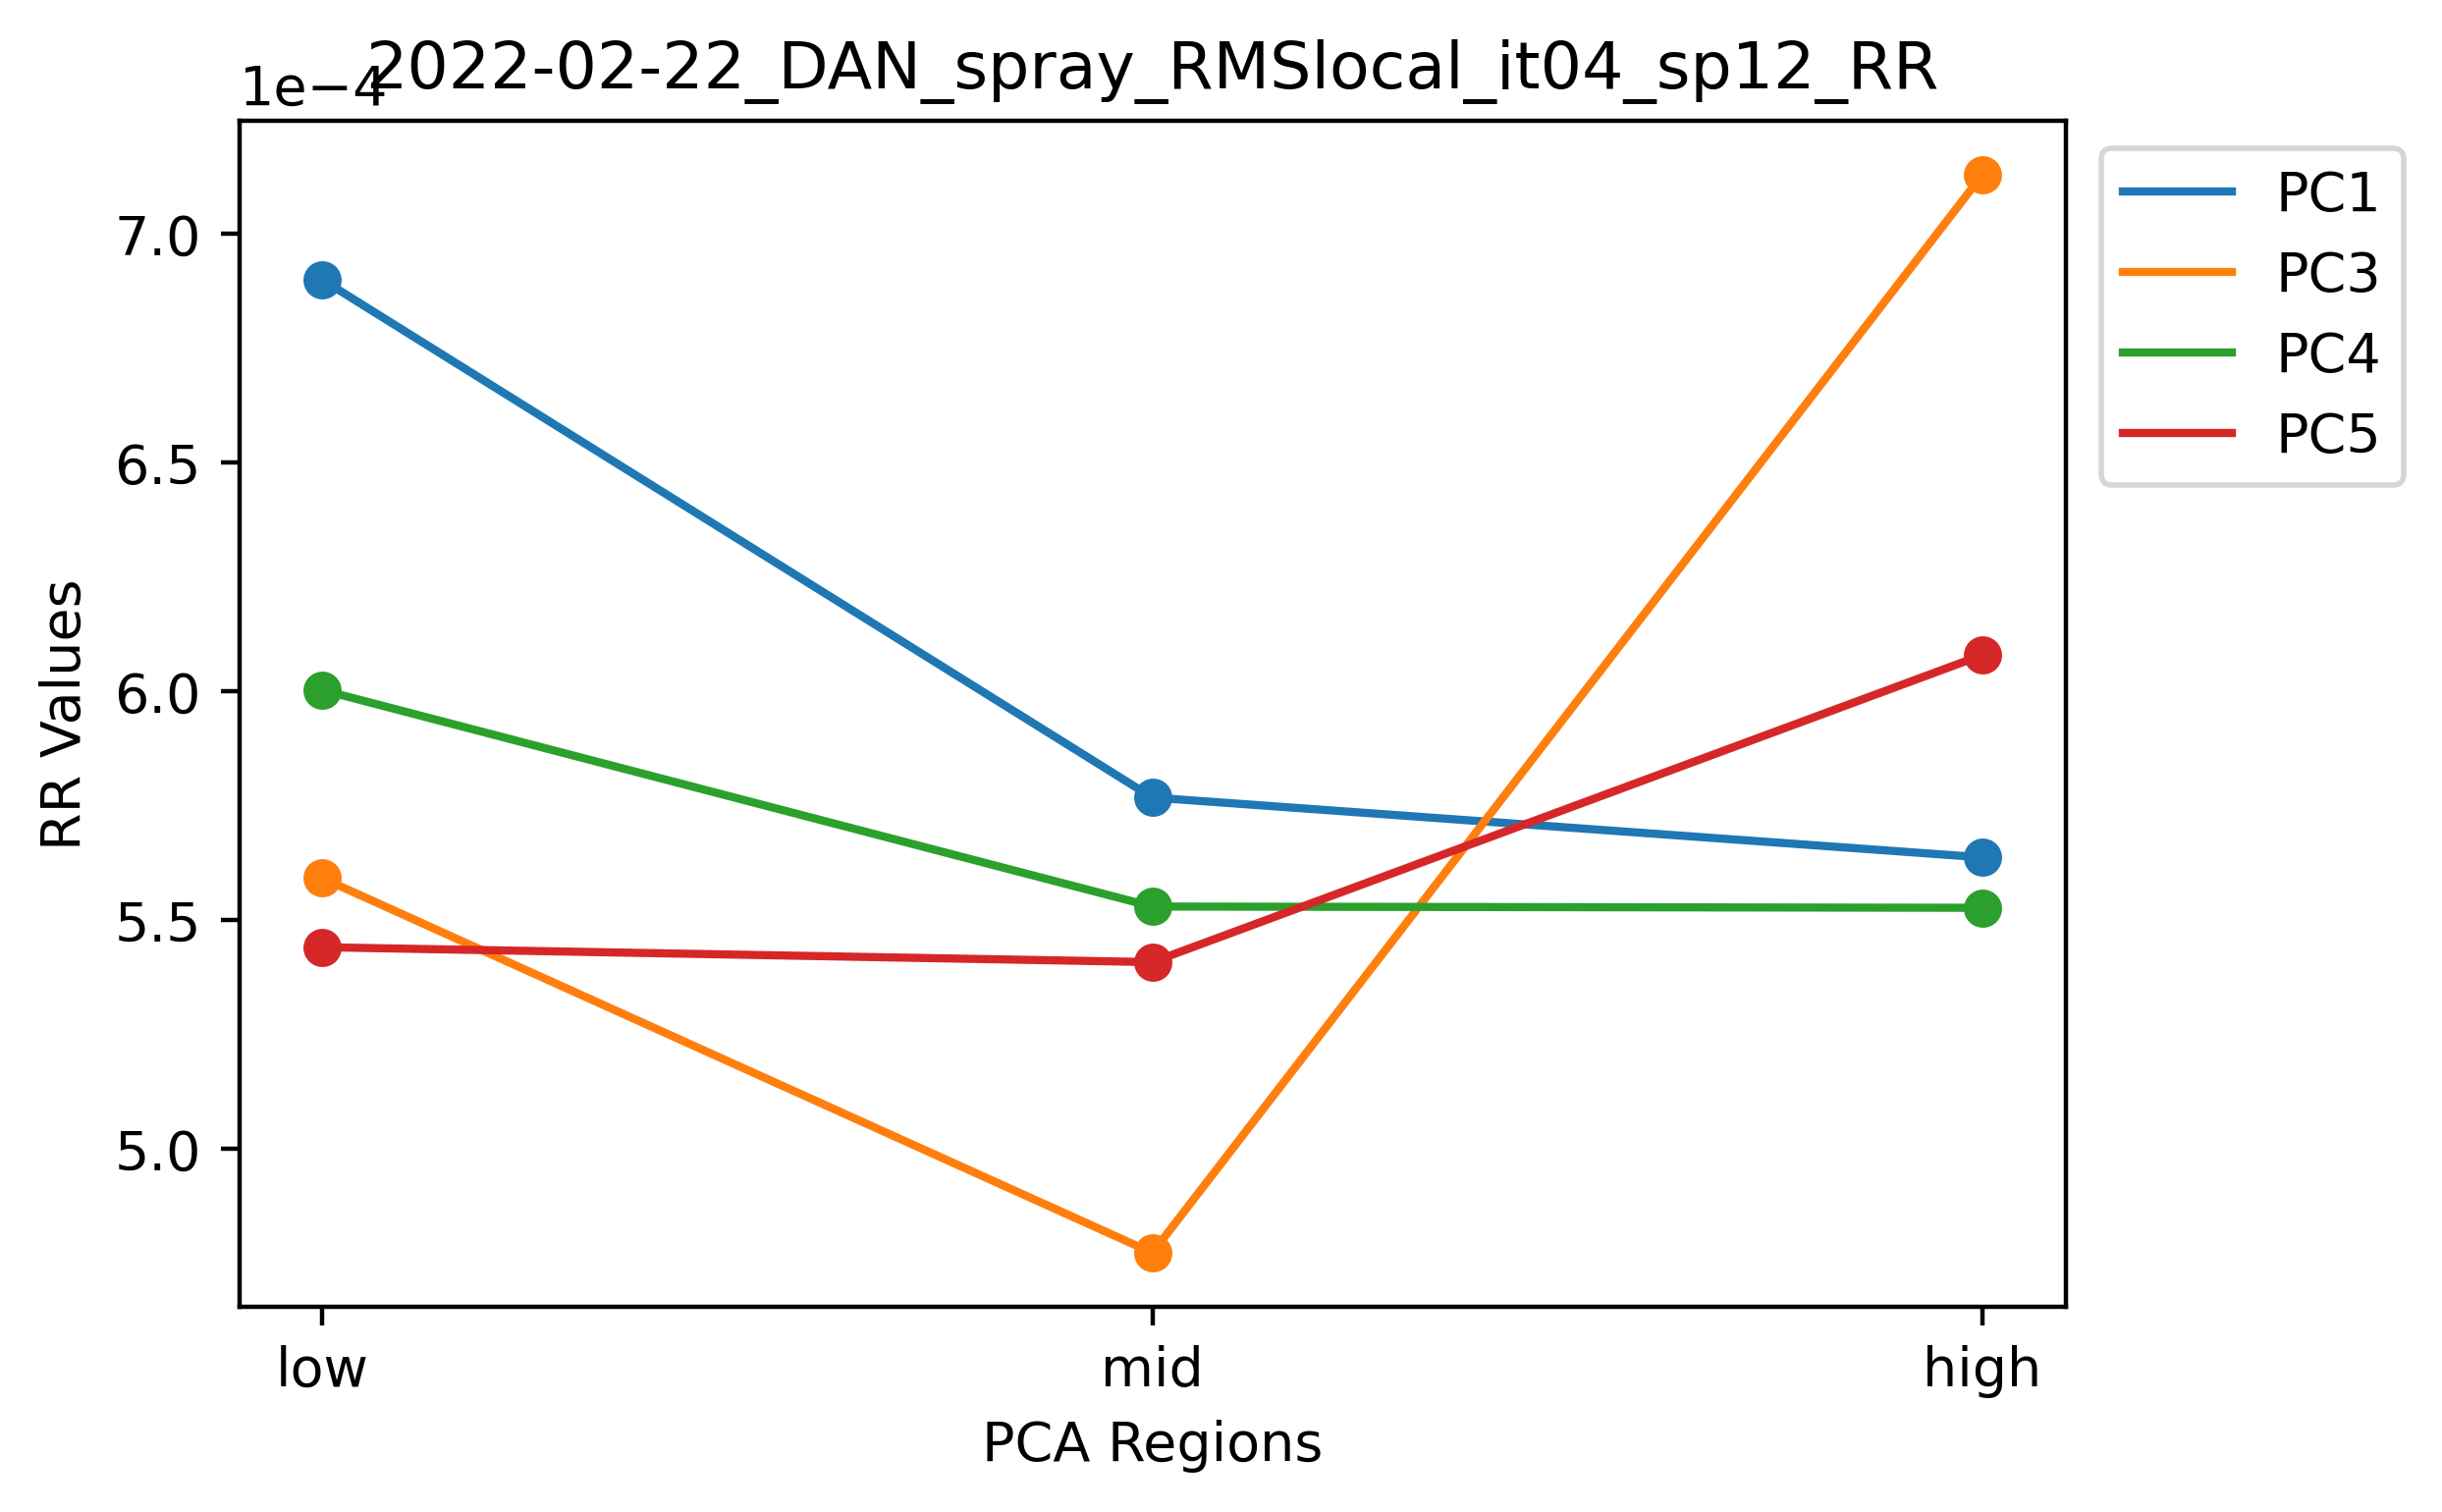 2022-02-22_DAN_spray_RMSlocal_it04_sp12_RR
1e−4
7.0
6.5
6.0
5.5
5.0
RR Values
low
mid
high
PCA Regions
PC1
PC3
PC4
PC5